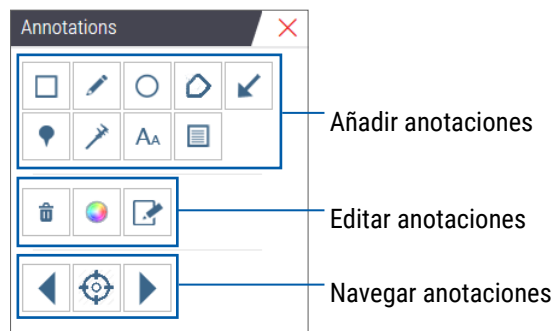 Annotations
Añadir anotaciones
AA
Editar anotaciones
Navegar anotaciones